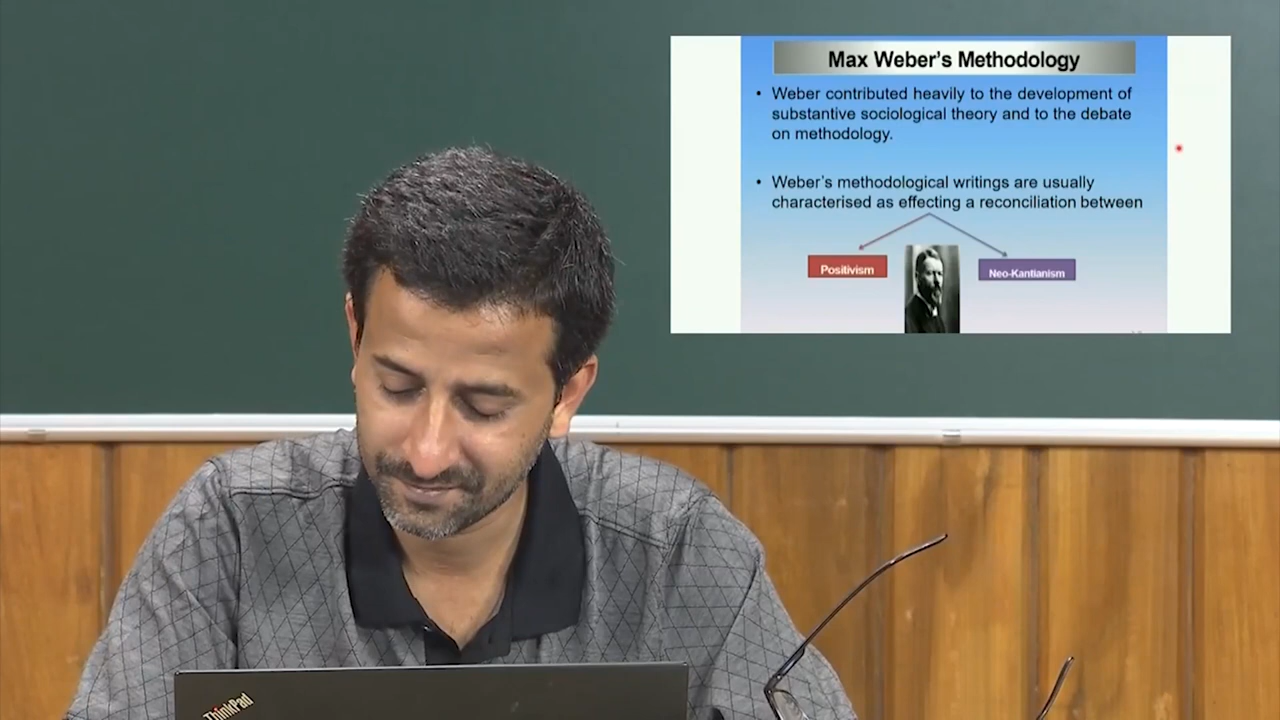 Max Weber's Methodology
• Weber contributed heavily to the development of
substantive sociological theory and to the debate
on methodology.
• Weber's methodological writings are usually
characterised as effecting a reconciliation between
Positivism
Neo-Kantianism
ThinkPad